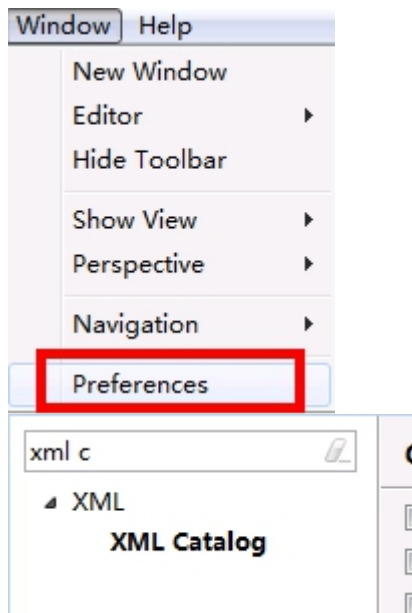 Window Help
New Window
Editor
Hide Toolbar
Show View
Perspective
Navigation
Preferences
xml c
XML
XML Catalog